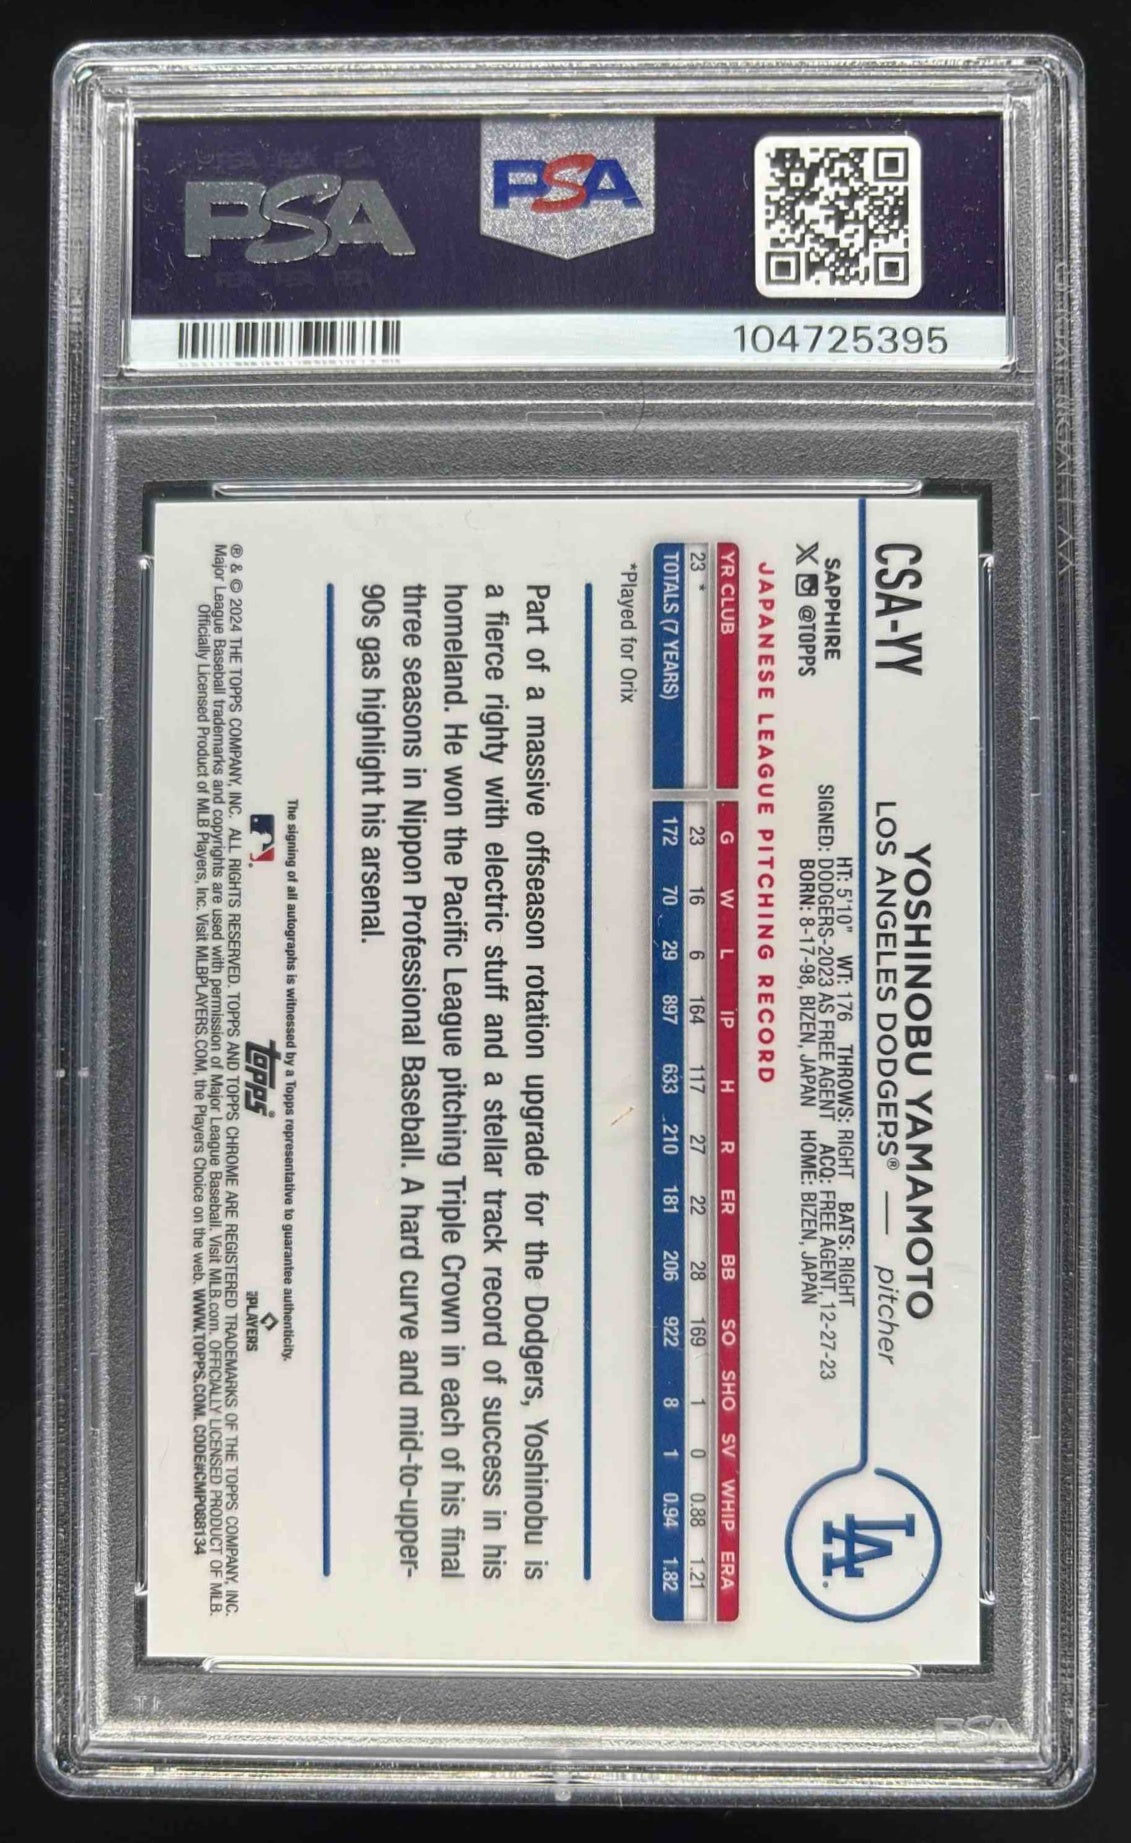 PSA
PSA
104725395
CSA-YY
YOSHINOBU YAMAMOTO
LOS ANGELES DODGERS® — pitcher
SAPPHIRE
@TOPPS
HT: 5'10" WT: 176 THROWS: RIGHT BATS: RIGHT
SIGNED: DODGERS-2023 AS FREE AGENT ACQ: FREE AGENT, 12-27-23
BORN: 8-17-98, BIZEN, JAPAN HOME: BIZEN, JAPAN
LA
JAPANESE LEAGUE PITCHING RECORD
YR CLUB G W L IP H R ER BB SO SHO SV WHIP ERA
23 * 23 16 6 164 117 27 22 28 169 1 0 0.88 1.21
TOTALS (7 YEARS) 172 70 29 897 633 210 181 206 922 8 1 0.94 1.82
*Played for Orix
Part of a massive offseason rotation upgrade for the Dodgers, Yoshinobu is
a fierce righty with electric stuff and a stellar track record of success in his
homeland. He won the Pacific League pitching Triple Crown in each of his final
three seasons in Nippon Professional Baseball. A hard curve and mid-to-upper-
90s gas highlight his arsenal.
The signing of all autographs is witnessed by a Topps representative to guarantee authenticity.
topps®
PLAYERS
® & © 2024 THE TOPPS COMPANY, INC. ALL RIGHTS RESERVED. TOPPS AND TOPPS CHROME ARE REGISTERED TRADEMARKS OF THE TOPPS COMPANY, INC.
Major League Baseball trademarks and copyrights are used with permission of Major League Baseball. Visit MLB.com. OFFICIALLY LICENSED PRODUCT OF MLB
Officially Licensed Product of MLB Players, Inc. Visit MLBPLAYERS.COM, the Players Choice on the web. WWW.TOPPS.COM. CODE#CMP088134
PSA